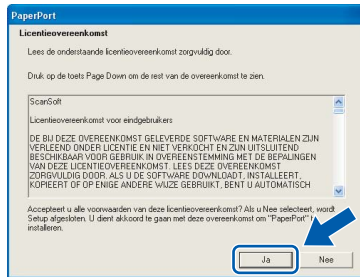 PaperPort
Licentieovereenkomst
Lees de onderstaande licentieovereenkomst zorgvuldig door.
Druk op de toets Page Down om de rest van de overeenkomst te zien.
ScanSoft
Licentieovereenkomst voor eindgebruikers
DE BIJ DEZE OVEREENKOMST GELEVERDE SOFTWARE EN MATERIALEN ZIJN
VERLEEND ONDER LICENTIE EN NIET VERKOCHT EN ZIJN UITSLUITEND
BESCHIKBAAR VOOR GEBRUIK IN OVEREENSTEMMING MET DE BEPALINGEN
VAN DEZE LICENTIEOVEREENKOMST. LEES DEZE OVEREENKOMST
ZORGVULDIG DOOR. ALS U DE SOFTWARE DOWNLOADT, INSTALLEERT,
KOPIEERT OF OP ENIGE ANDERE WIJZE GEBRUIKT, BENT U AUTOMATISCH
Accepteert u alle voorwaarden van deze licentieovereenkomst? Als u Nee selecteert, wordt
Setup afgesloten. U dient akkoord te gaan met deze overeenkomst om "PaperPort" te
installeren.
Ja
Nee